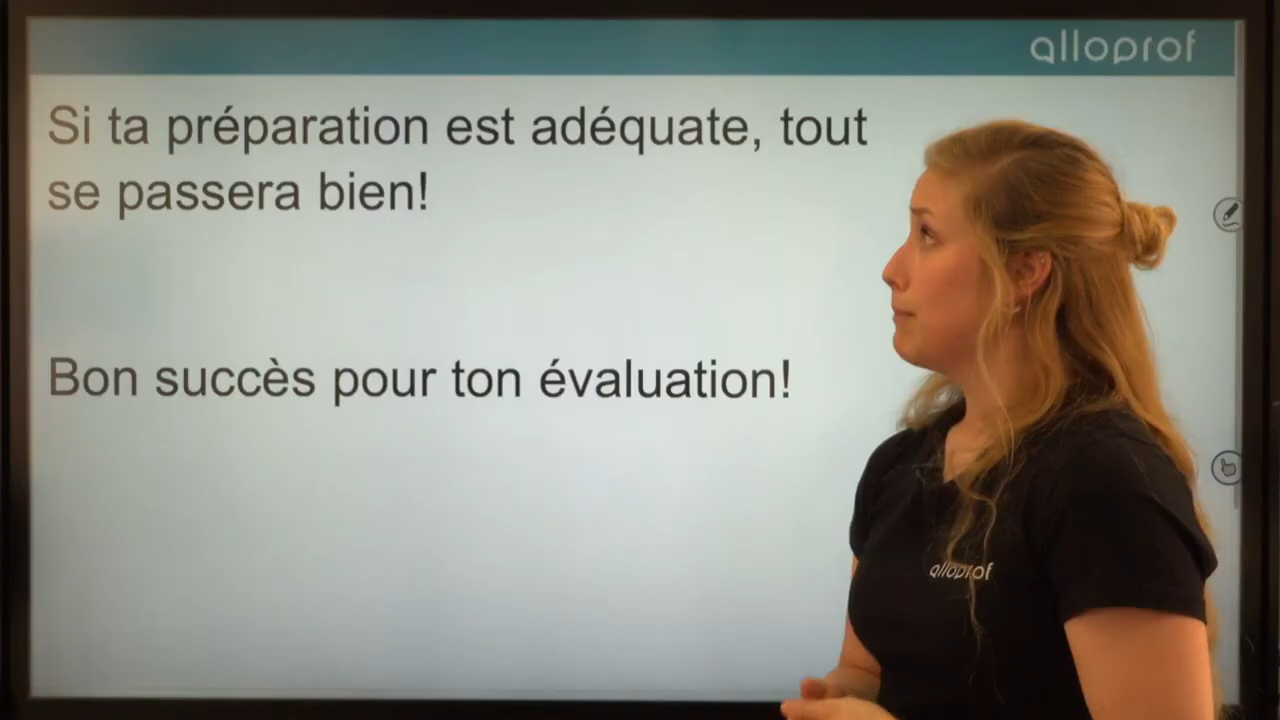 alloprof
Si ta préparation est adéquate, tout
se passera bien!
Bon succès pour ton évaluation!
alloprof